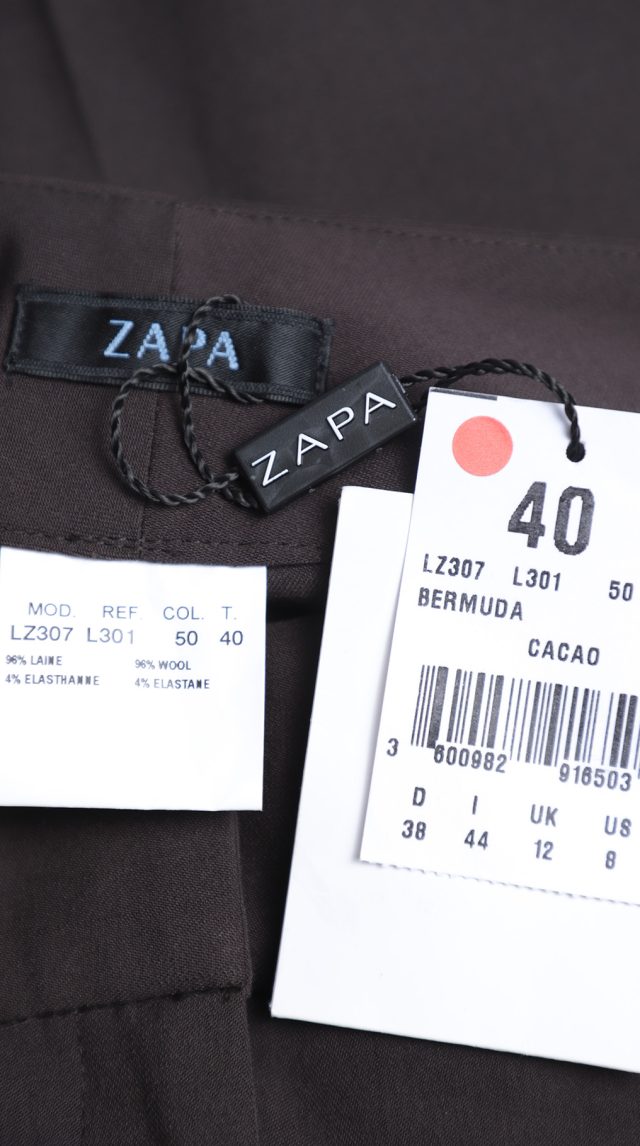 ZAPA
ZAPA
40
LZ307 L301 50
BERMUDA
CACAO
3 600982 916503
D I UK US
38 44 12 8
MOD. REF. COL. T.
LZ307 L301 50 40
96% LAINE 96% WOOL
4% ELASTHANNE 4% ELASTANE